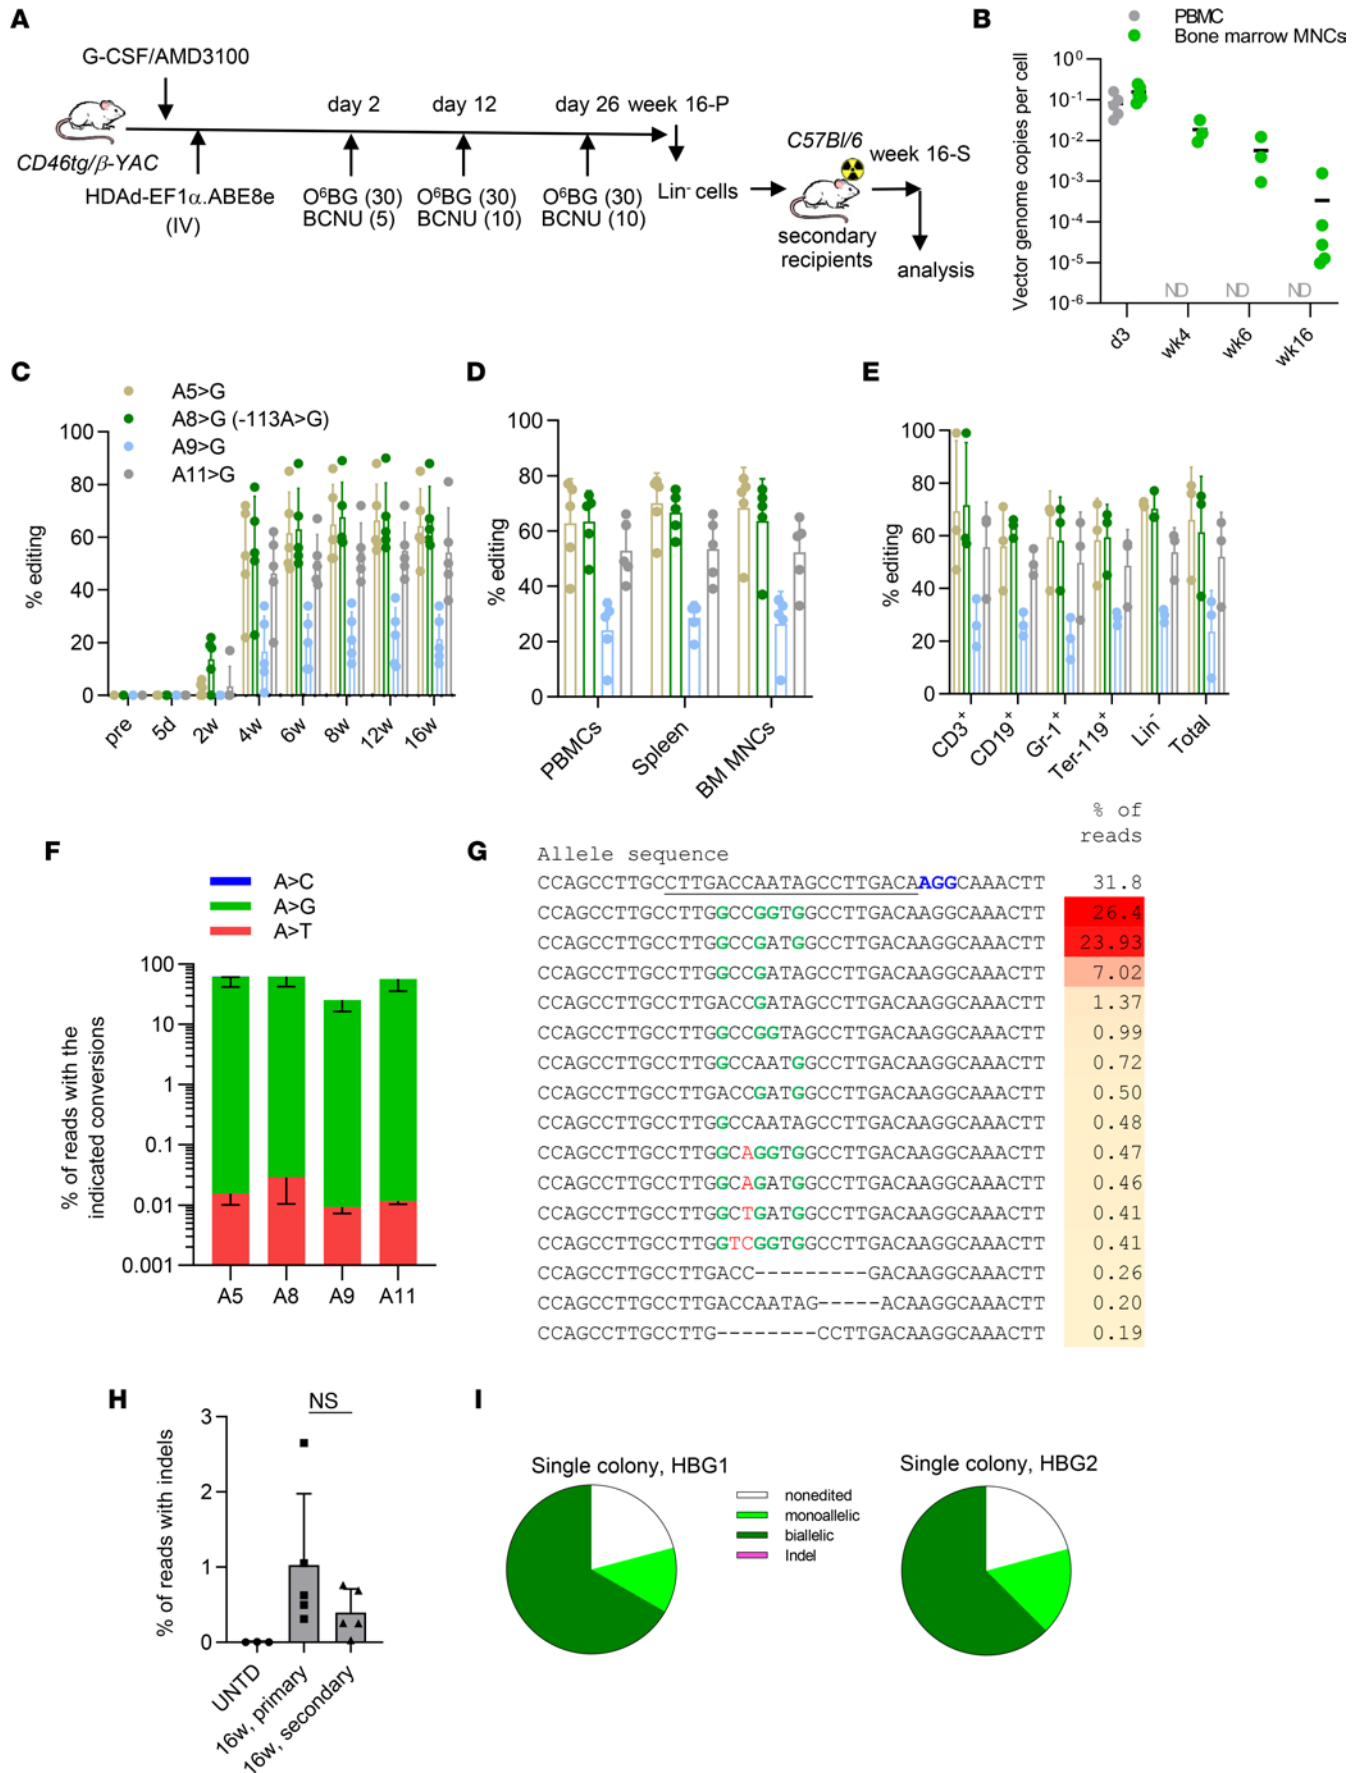 A
G-CSF/AMD3100
day 2
day 12
day 26
week 16-P
C57Bl/6
week 16-S
CD46tg/β-YAC
HDAd-EF1α.ABE8e
(IV)
O⁶BG (30)
BCNU (5)
O⁶BG (30)
BCNU (10)
O⁶BG (30)
BCNU (10)
Lin⁻ cells
secondary
recipients
analysis
B
PBMC
Bone marrow MNCs
Vector genome copies per cell
10⁰
10⁻¹
10⁻²
10⁻³
10⁻⁴
10⁻⁵
10⁻⁶
ND
ND
ND
d3
wk4
wk6
wk16
C
A5>G
A8>G (-113A>G)
A9>G
A11>G
% editing
100
80
60
40
20
0
pre
5d
2w
4w
6w
8w
12w
16w
D
% editing
100
80
60
40
20
0
PBMCs
Spleen
BM MNCs
E
% editing
100
80
60
40
20
0
CD3⁺
CD19⁺
Gr-1⁺
Ter-119⁺
Lin⁻
Total
F
A>C
A>G
A>T
% of reads with the
indicated conversions
100
10
1
0.1
0.01
0.001
A5
A8
A9
A11
G
% of
reads
Allele sequence
CCAGCCTTGCCTTGACCAATAGCCTTGACAAGGCAAACTT 31.8
CCAGCCTTGCCTTGGCCGGTGGCCTTGACAAGGCAAACTT 26.4
CCAGCCTTGCCTTGGCCGATGGCCTTGACAAGGCAAACTT 23.93
CCAGCCTTGCCTTGGCCGATAGCCTTGACAAGGCAAACTT 7.02
CCAGCCTTGCCTTGACCGATAGCCTTGACAAGGCAAACTT 1.37
CCAGCCTTGCCTTGGCCGGTAGCCTTGACAAGGCAAACTT 0.99
CCAGCCTTGCCTTGGCCAATGGCCTTGACAAGGCAAACTT 0.72
CCAGCCTTGCCTTGACCGATGGCCTTGACAAGGCAAACTT 0.50
CCAGCCTTGCCTTGGCCAATAGCCTTGACAAGGCAAACTT 0.48
CCAGCCTTGCCTTGGCAGGTGGCCTTGACAAGGCAAACTT 0.47
CCAGCCTTGCCTTGGCAGATGGCCTTGACAAGGCAAACTT 0.46
CCAGCCTTGCCTTGGCTGATGGCCTTGACAAGGCAAACTT 0.41
CCAGCCTTGCCTTGGTCGGTGGCCTTGACAAGGCAAACTT 0.41
CCAGCCTTGCCTTGACC---------GACAAGGCAAACTT 0.26
CCAGCCTTGCCTTGACCAATAG-----ACAAGGCAAACTT 0.20
CCAGCCTTGCCTTG--------CCTTGACAAGGCAAACTT 0.19
H
NS
% of reads with indels
3
2
1
0
UNTD
16w, primary
16w, secondary
I
Single colony, HBG1
nonedited
monoallelic
biallelic
Indel
Single colony, HBG2